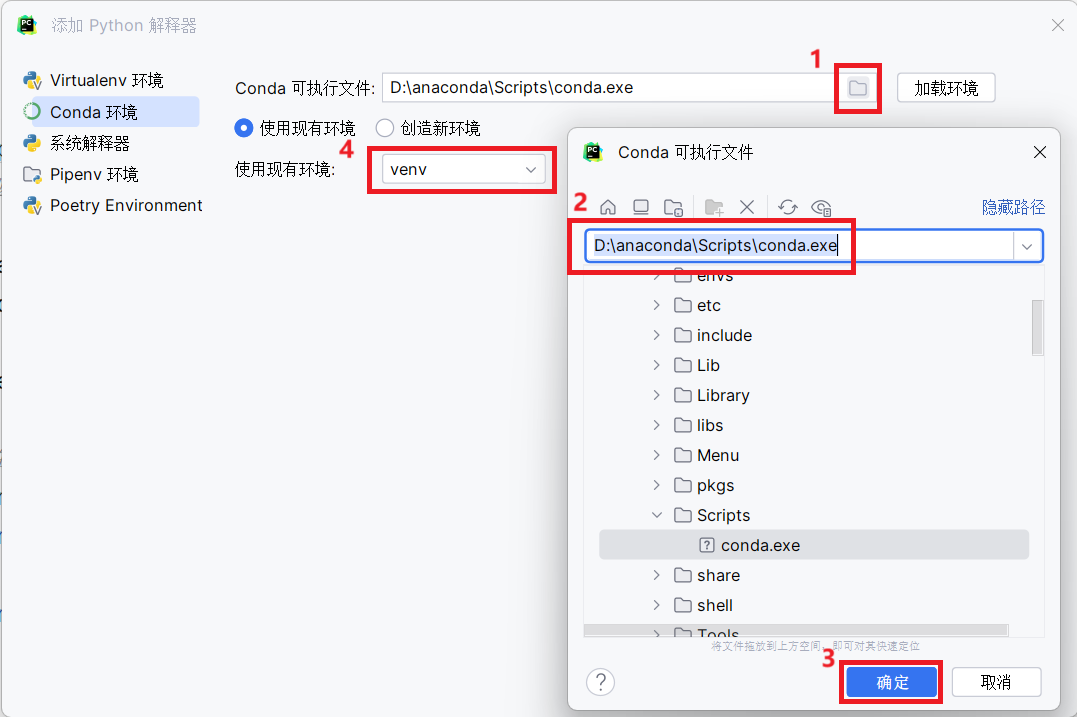 添加 Python 解释器
Virtualenv 环境
Conda 环境
系统解释器
Pipenv 环境
Poetry Environment
1
Conda 可执行文件: D:\anaconda\Scripts\conda.exe 加载环境
使用现有环境 创造新环境
4
使用现有环境: venv
Conda 可执行文件
2
隐藏路径
D:\anaconda\Scripts\conda.exe
envs
etc
include
Lib
Library
libs
Menu
pkgs
Scripts
? conda.exe
share
shell
Tools
将文件拖放到上方空间，即可对其快速定位
3
? 确定 取消